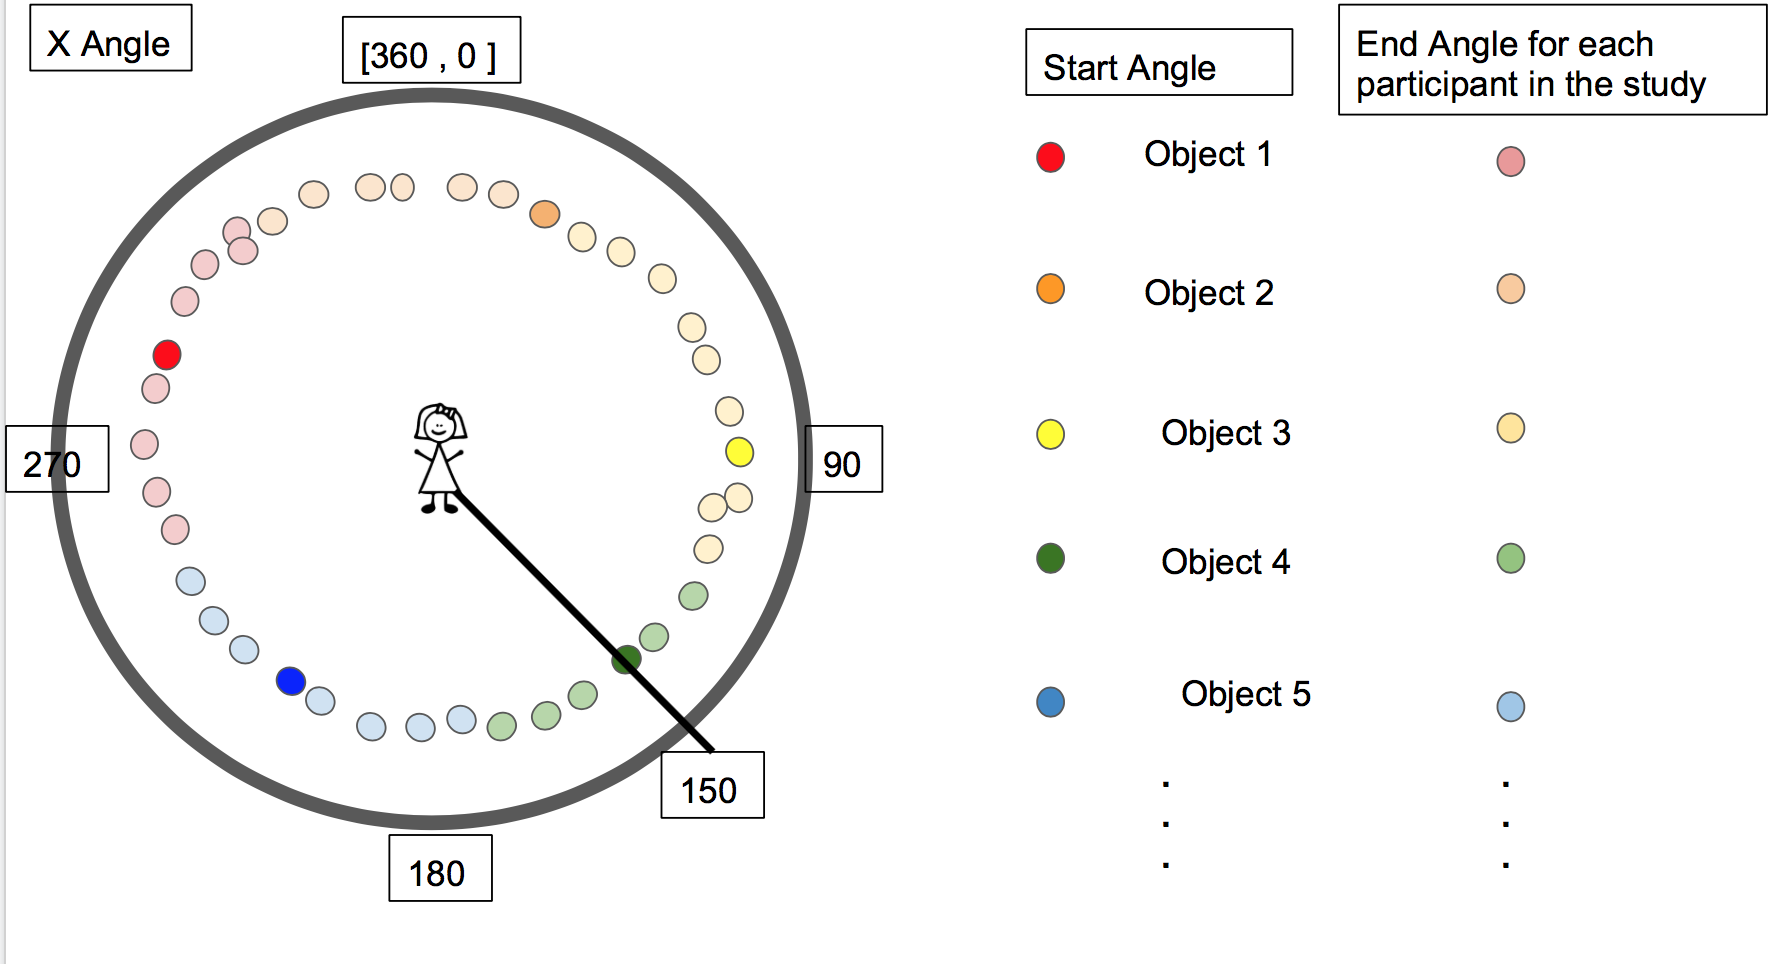 X Angle
[360 , 0 ]
270
90
150
180
Start Angle
End Angle for each
participant in the study
Object 1
Object 2
Object 3
Object 4
Object 5
.
.
.
.
.
.